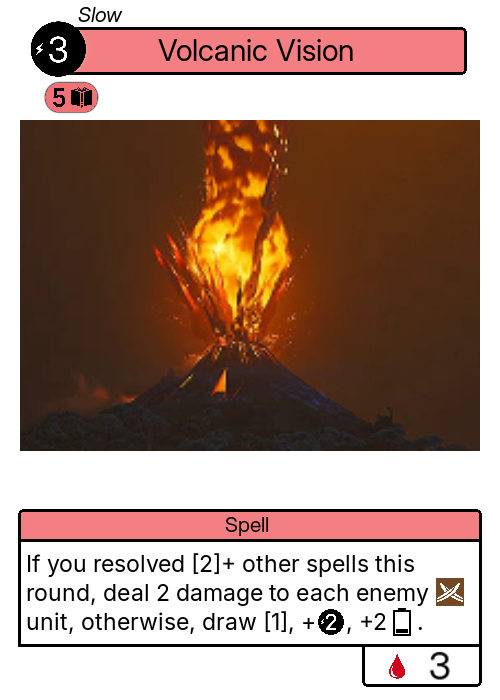 Slow
3
Volcanic Vision
5
Spell
If you resolved [2]+ other spells this
round, deal 2 damage to each enemy
unit, otherwise, draw [1], +2, +2 .
3